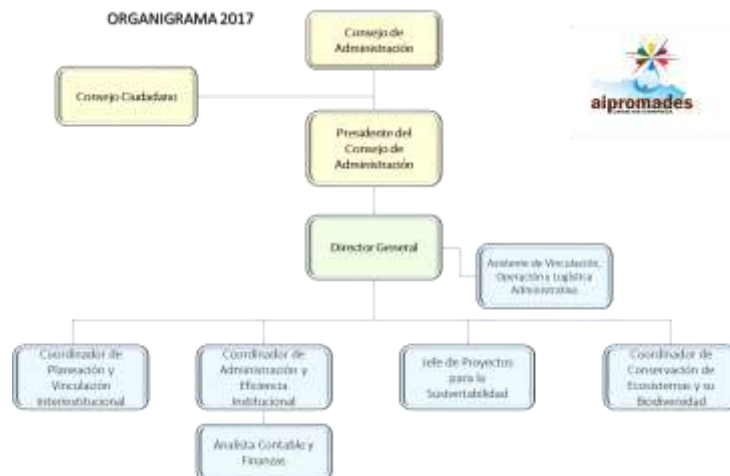 ORGANIGRAMA 2017
Consejo de
Administración
Consejo Ciudadano
aipromades
Presidente del
Consejo de
Administración
Director General
Asistente de Vinculación,
Operación y Logística
Administrativa
Coordinador de
Planeación y
Vinculación
Interinstitucional
Coordinador de
Administración y
Eficiencia
Institucional
Jefe de Proyectos
para la
Sustentabilidad
Coordinador de
Conservación de
Ecosistemas y su
Biodiversidad
Analista Contable y
Finanzas